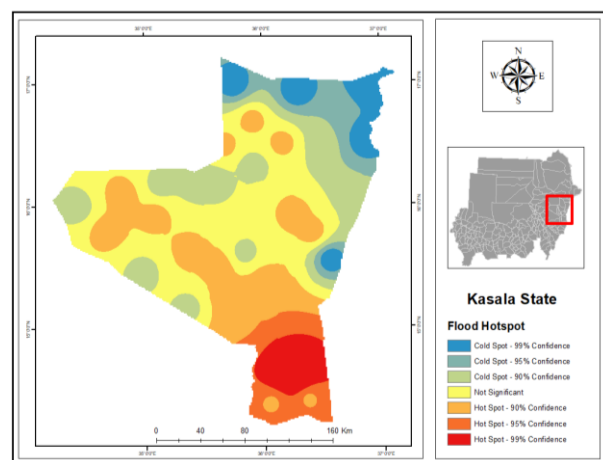 N
W E
S
Kasala State
Flood Hotspot
Cold Spot - 99% Confidence
Cold Spot - 95% Confidence
Cold Spot - 90% Confidence
Not Significant
Hot Spot - 90% Confidence
Hot Spot - 95% Confidence
Hot Spot - 99% Confidence
0 40 80 120 160 Km